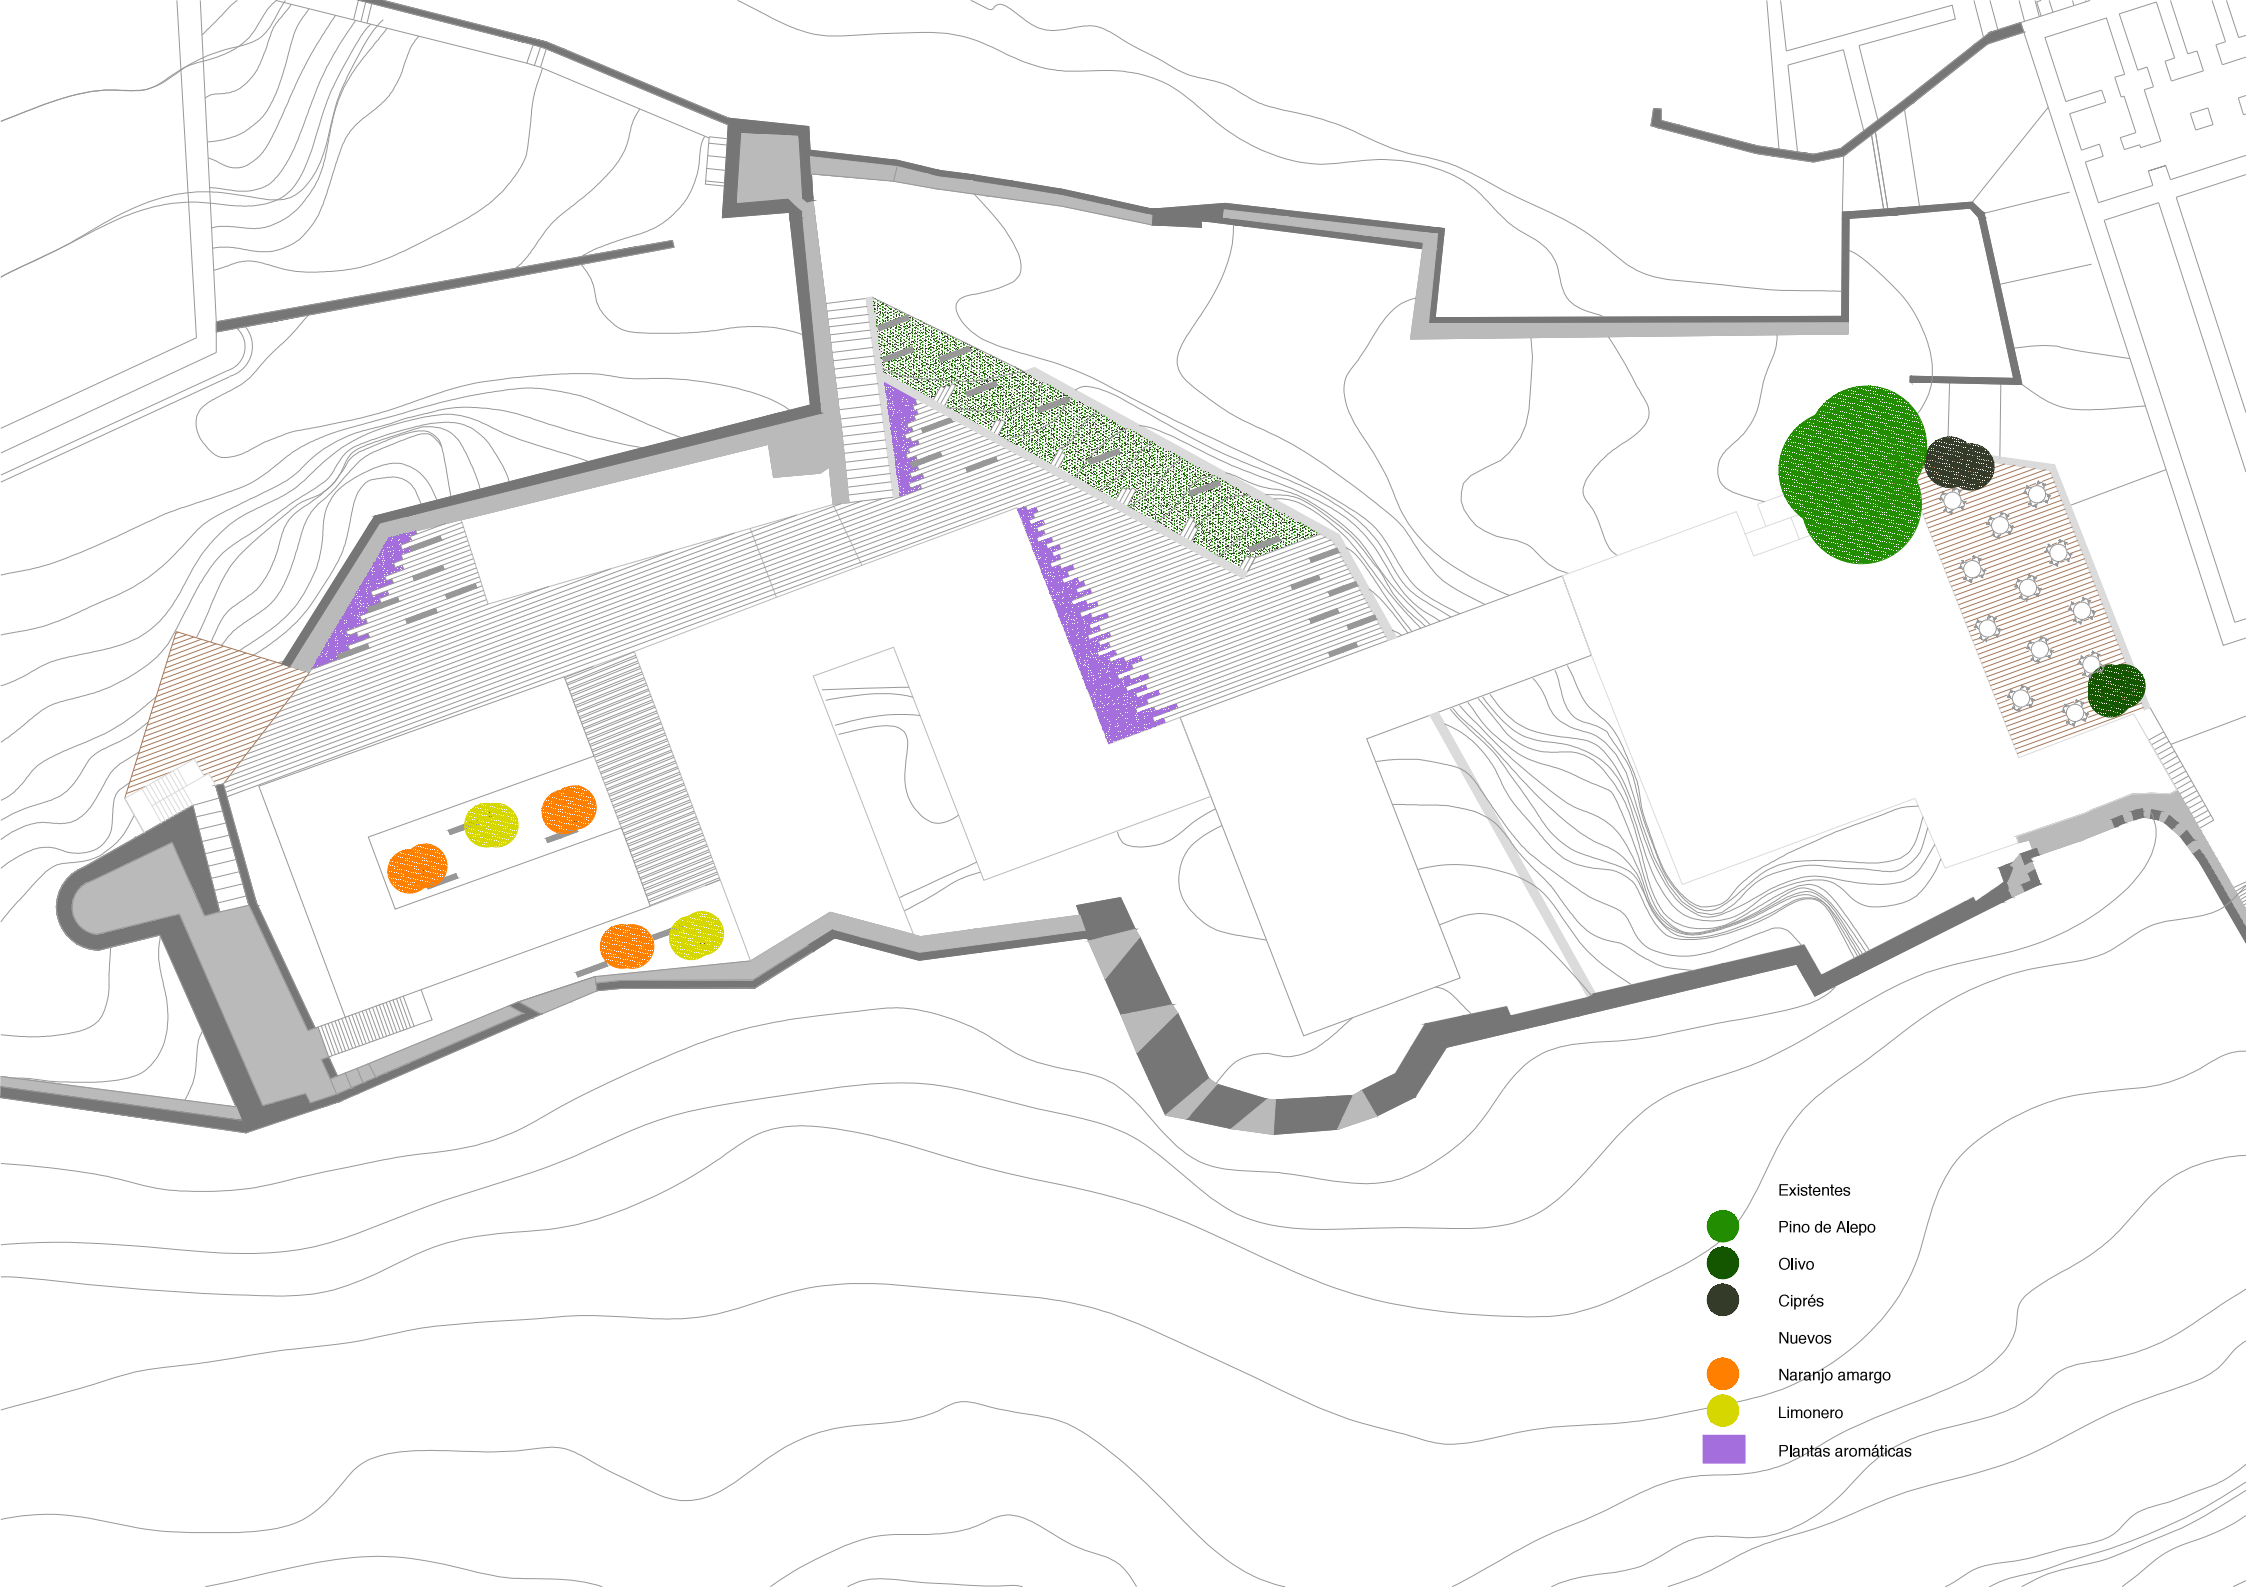 Existentes
Pino de Alepo
Olivo
Ciprés
Nuevos
Naranjo amargo
Limonero
Plantas aromáticas